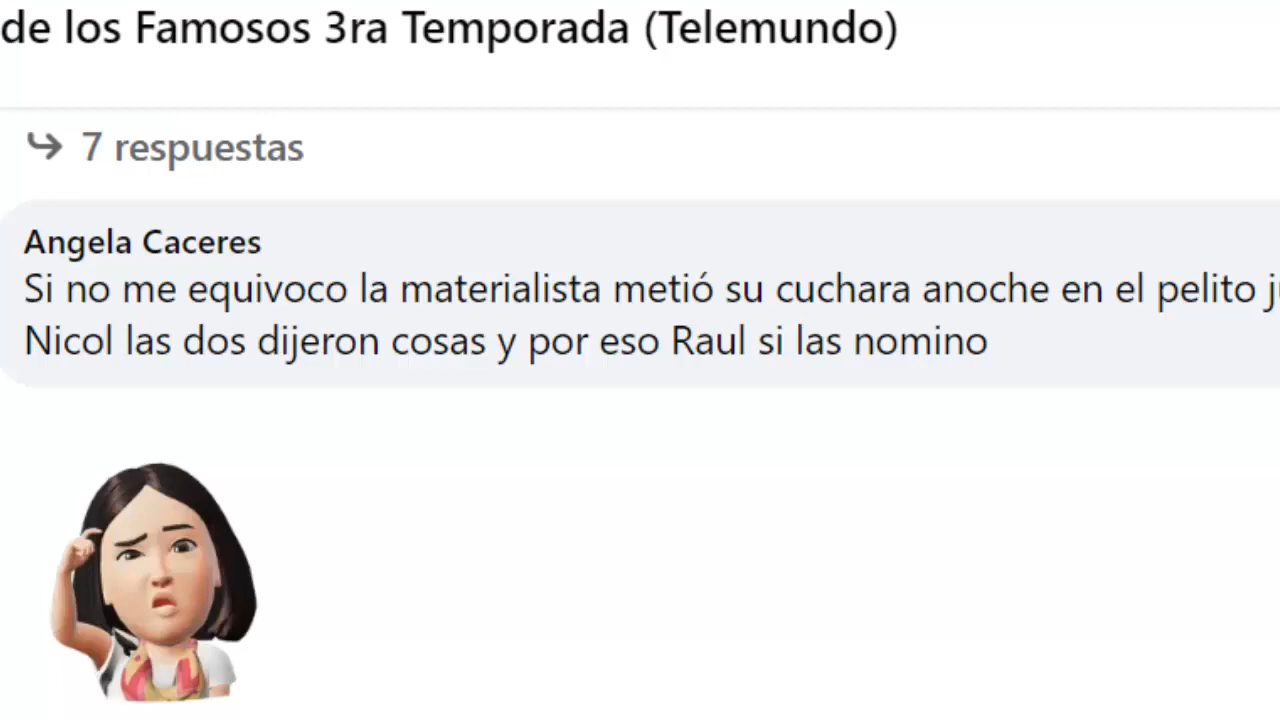 de los Famosos 3ra Temporada (Telemundo)
7 respuestas
Angela Caceres
Si no me equivoco la materialista metió su cuchara anoche en el pelito
Nicol las dos dijeron cosas y por eso Raul si las nomino